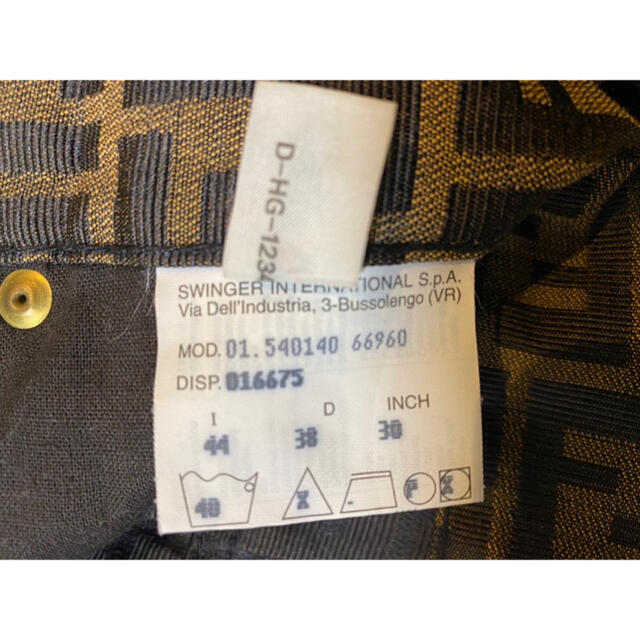 D-HG-123
SWINGER INTERNATIONAL S.p.A.
Via Dell'Industria, 3-Bussolengo (VR)
MOD. 01.540140 66960
DISP. 016675
I D INCH
44 38 30
40 X - F X